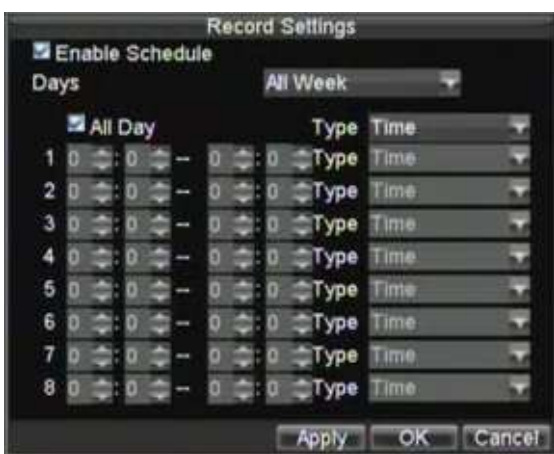 Record Settings
Enable Schedule
Days All Week
All Day Type Time
1 0 : 0 -- 0 : 0 Type Time
2 0 : 0 -- 0 : 0 Type Time
3 0 : 0 -- 0 : 0 Type Time
4 0 : 0 -- 0 : 0 Type Time
5 0 : 0 -- 0 : 0 Type Time
6 0 : 0 -- 0 : 0 Type Time
7 0 : 0 -- 0 : 0 Type Time
8 0 : 0 -- 0 : 0 Type Time
Apply OK Cancel